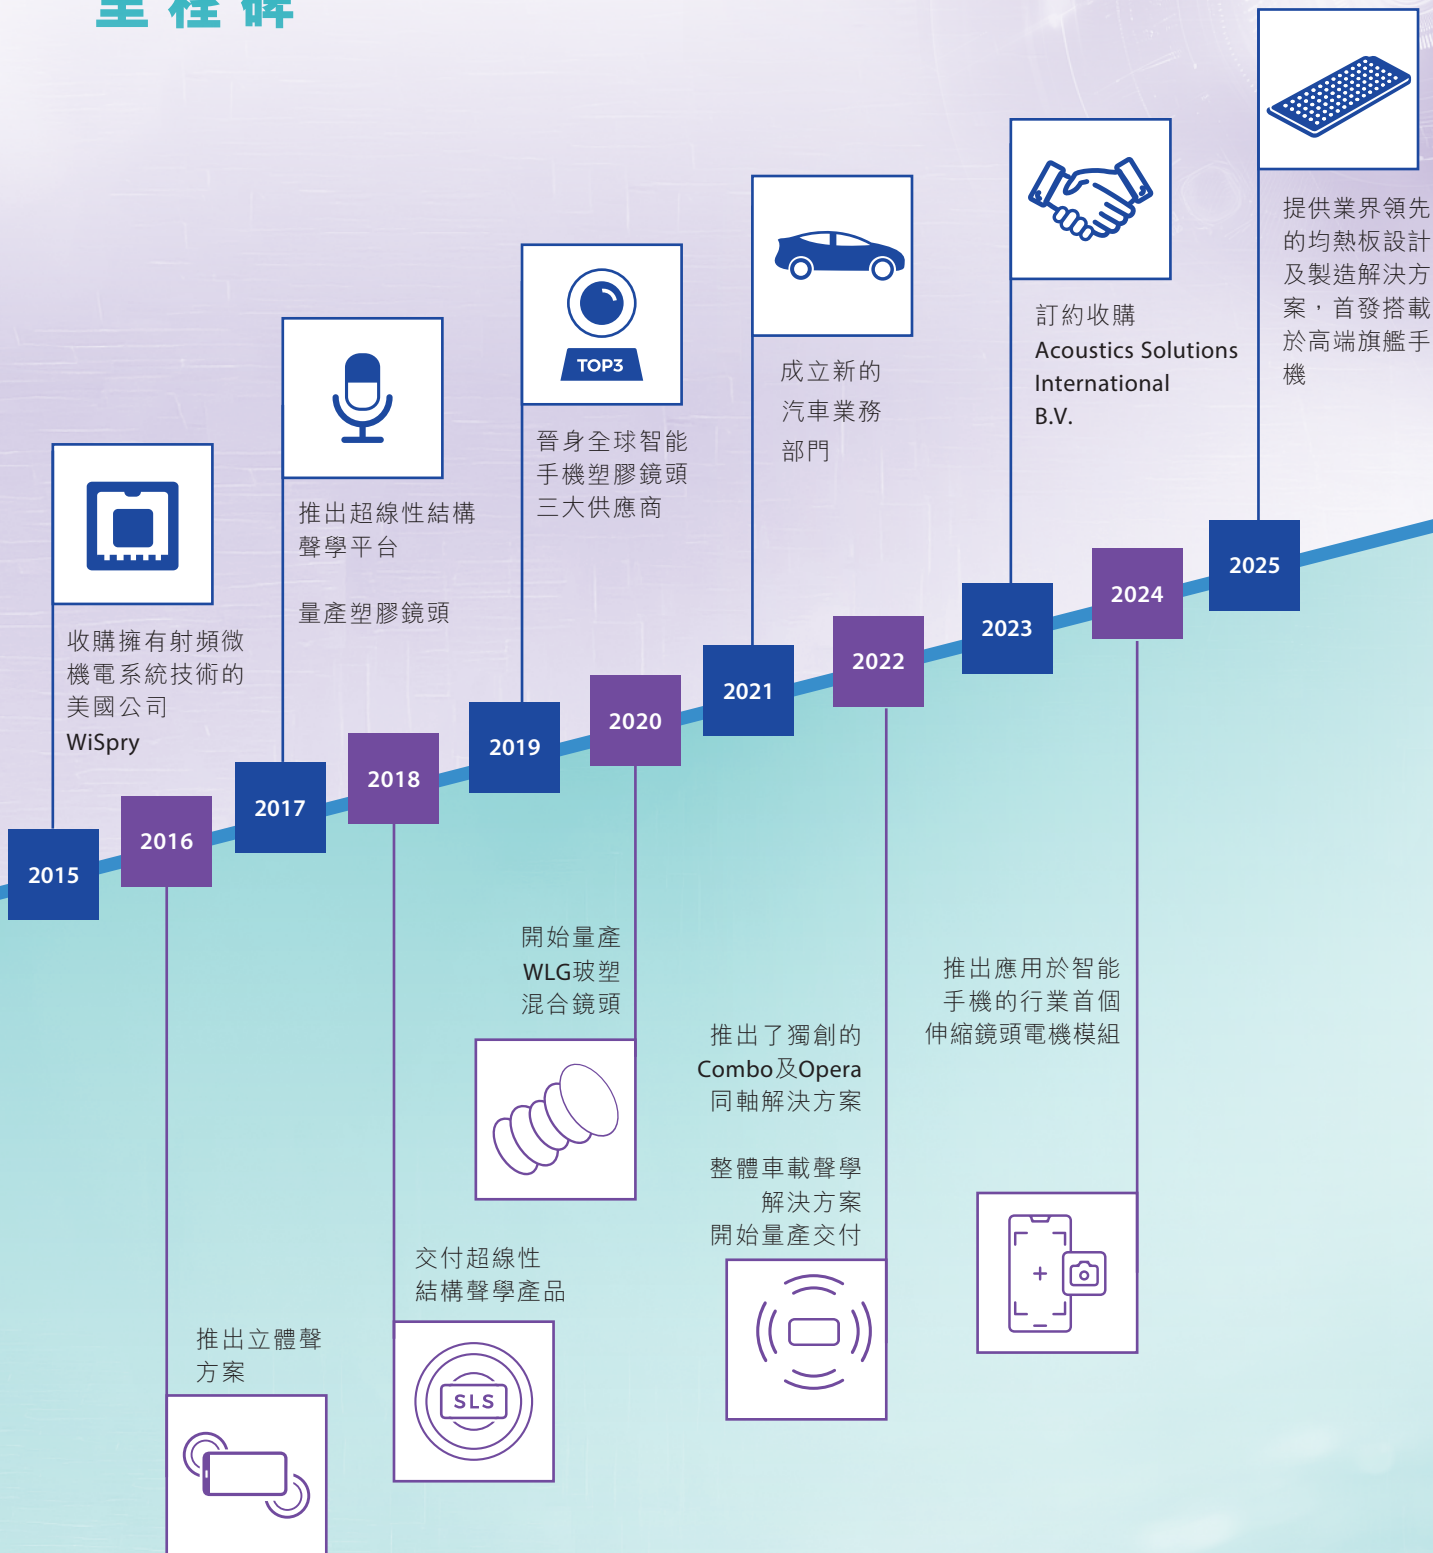 里程碑
提供業界領先
的均熱板設計
及製造解決方
案，首發搭載
於高端旗艦手
機
訂約收購
Acoustics Solutions
International
B.V.
成立新的
汽車業務
部門
TOP3
晉身全球智能
手機塑膠鏡頭
三大供應商
推出超線性結構
聲學平台
量產塑膠鏡頭
收購擁有射頻微
機電系統技術的
美國公司
WiSpry
2015
2016
2017
2018
2019
2020
2021
2022
2023
2024
2025
開始量產
WLG玻塑
混合鏡頭
推出了獨創的
Combo及Opera
同軸解決方案
整體車載聲學
解決方案
開始量產交付
推出應用於智能
手機的行業首個
伸縮鏡頭電機模組
交付超線性
結構聲學產品
SLS
推出立體聲
方案